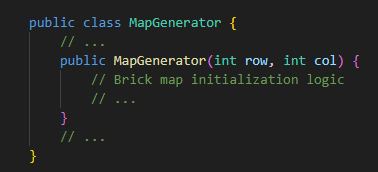 public class MapGenerator {
    // ...
    public MapGenerator(int row, int col) {
        // Brick map initialization logic
        // ...
    }
    // ...
}